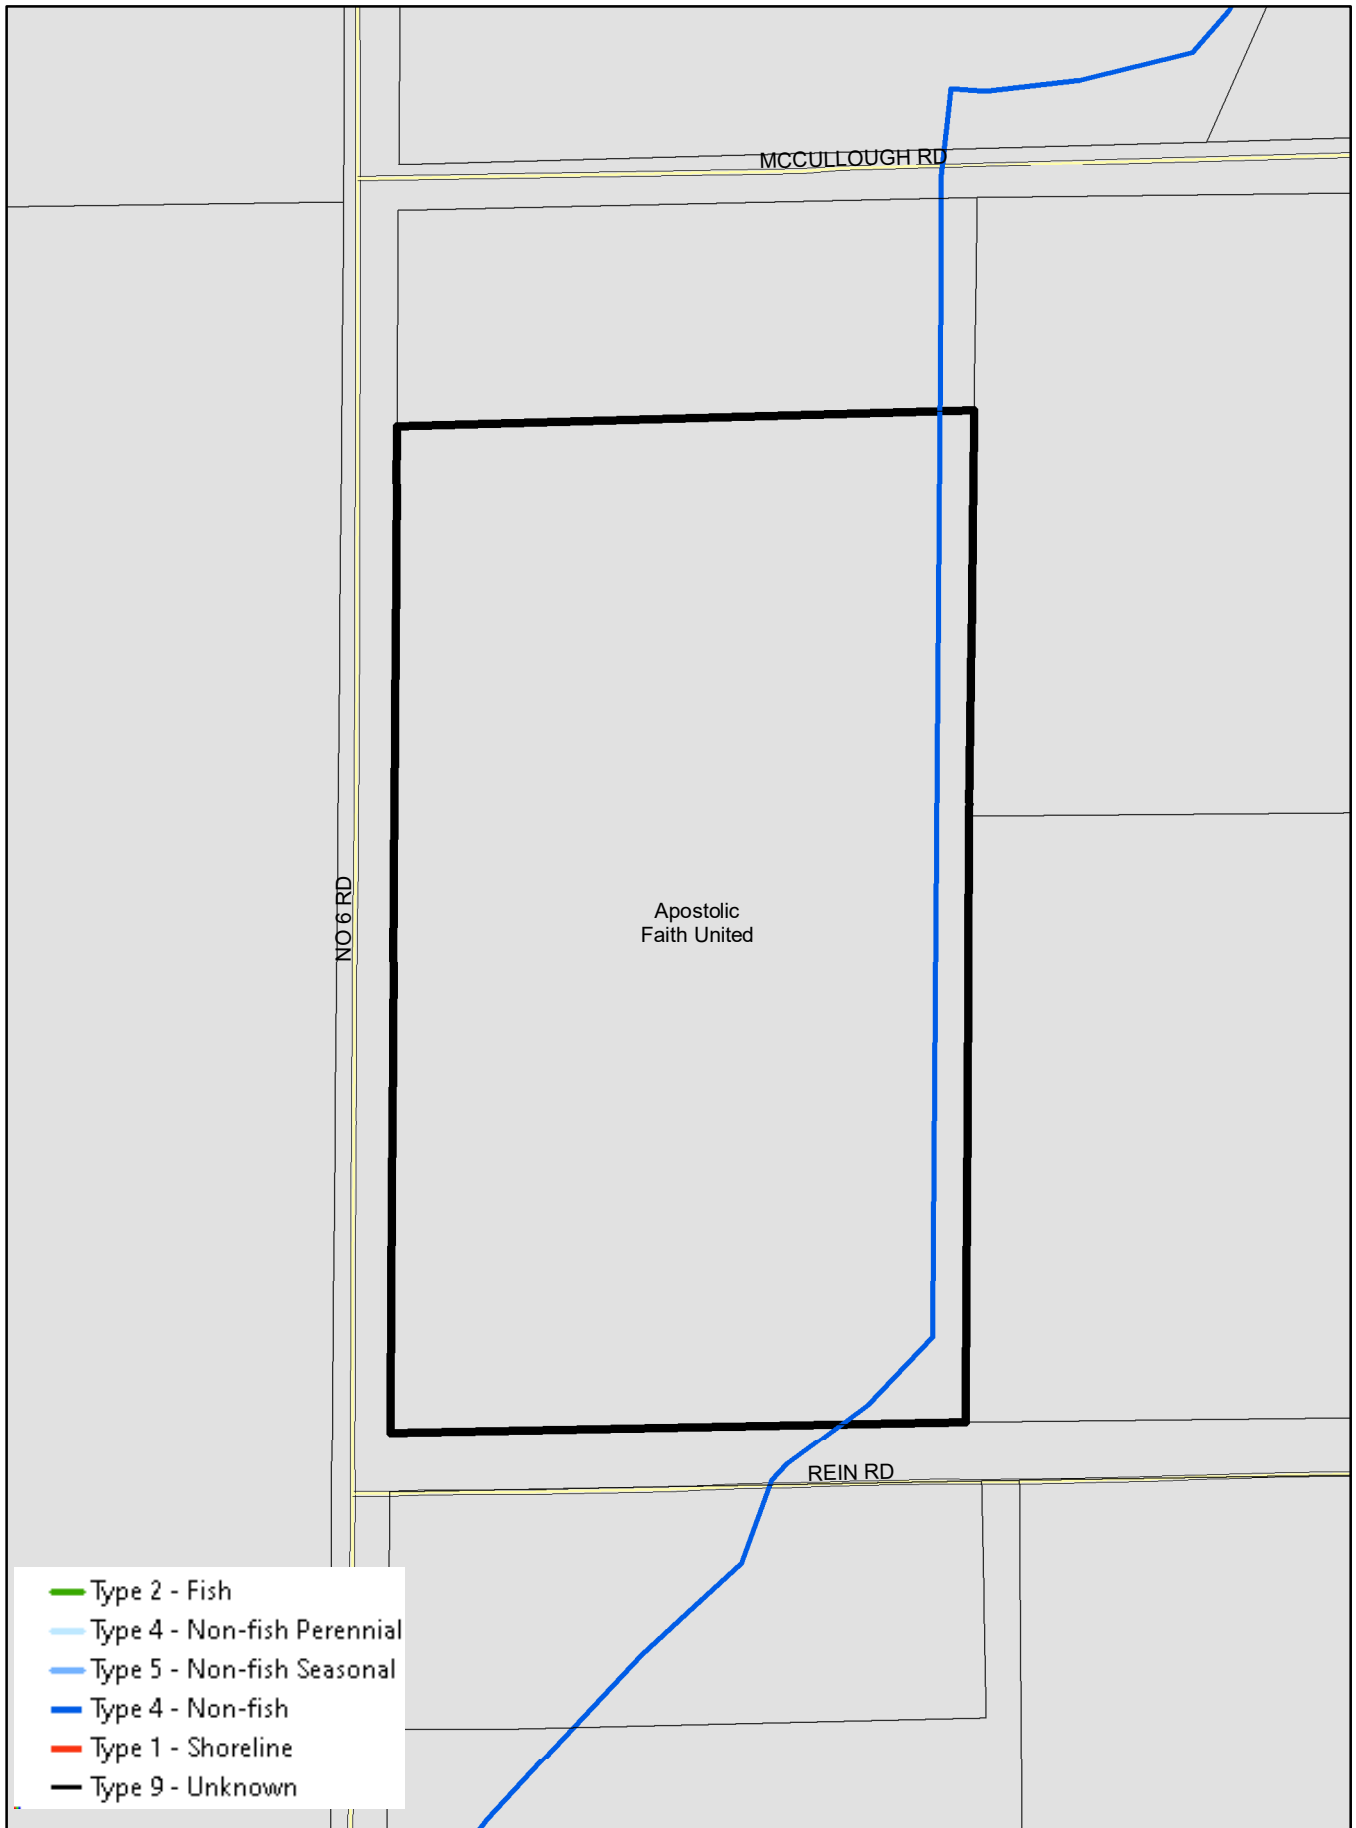 MCCULLOUGH RD
NO 6 RD
Apostolic
Faith United
REIN RD
Type 2 - Fish
Type 4 - Non-fish Perennial
Type 5 - Non-fish Seasonal
Type 4 - Non-fish
Type 1 - Shoreline
Type 9 - Unknown